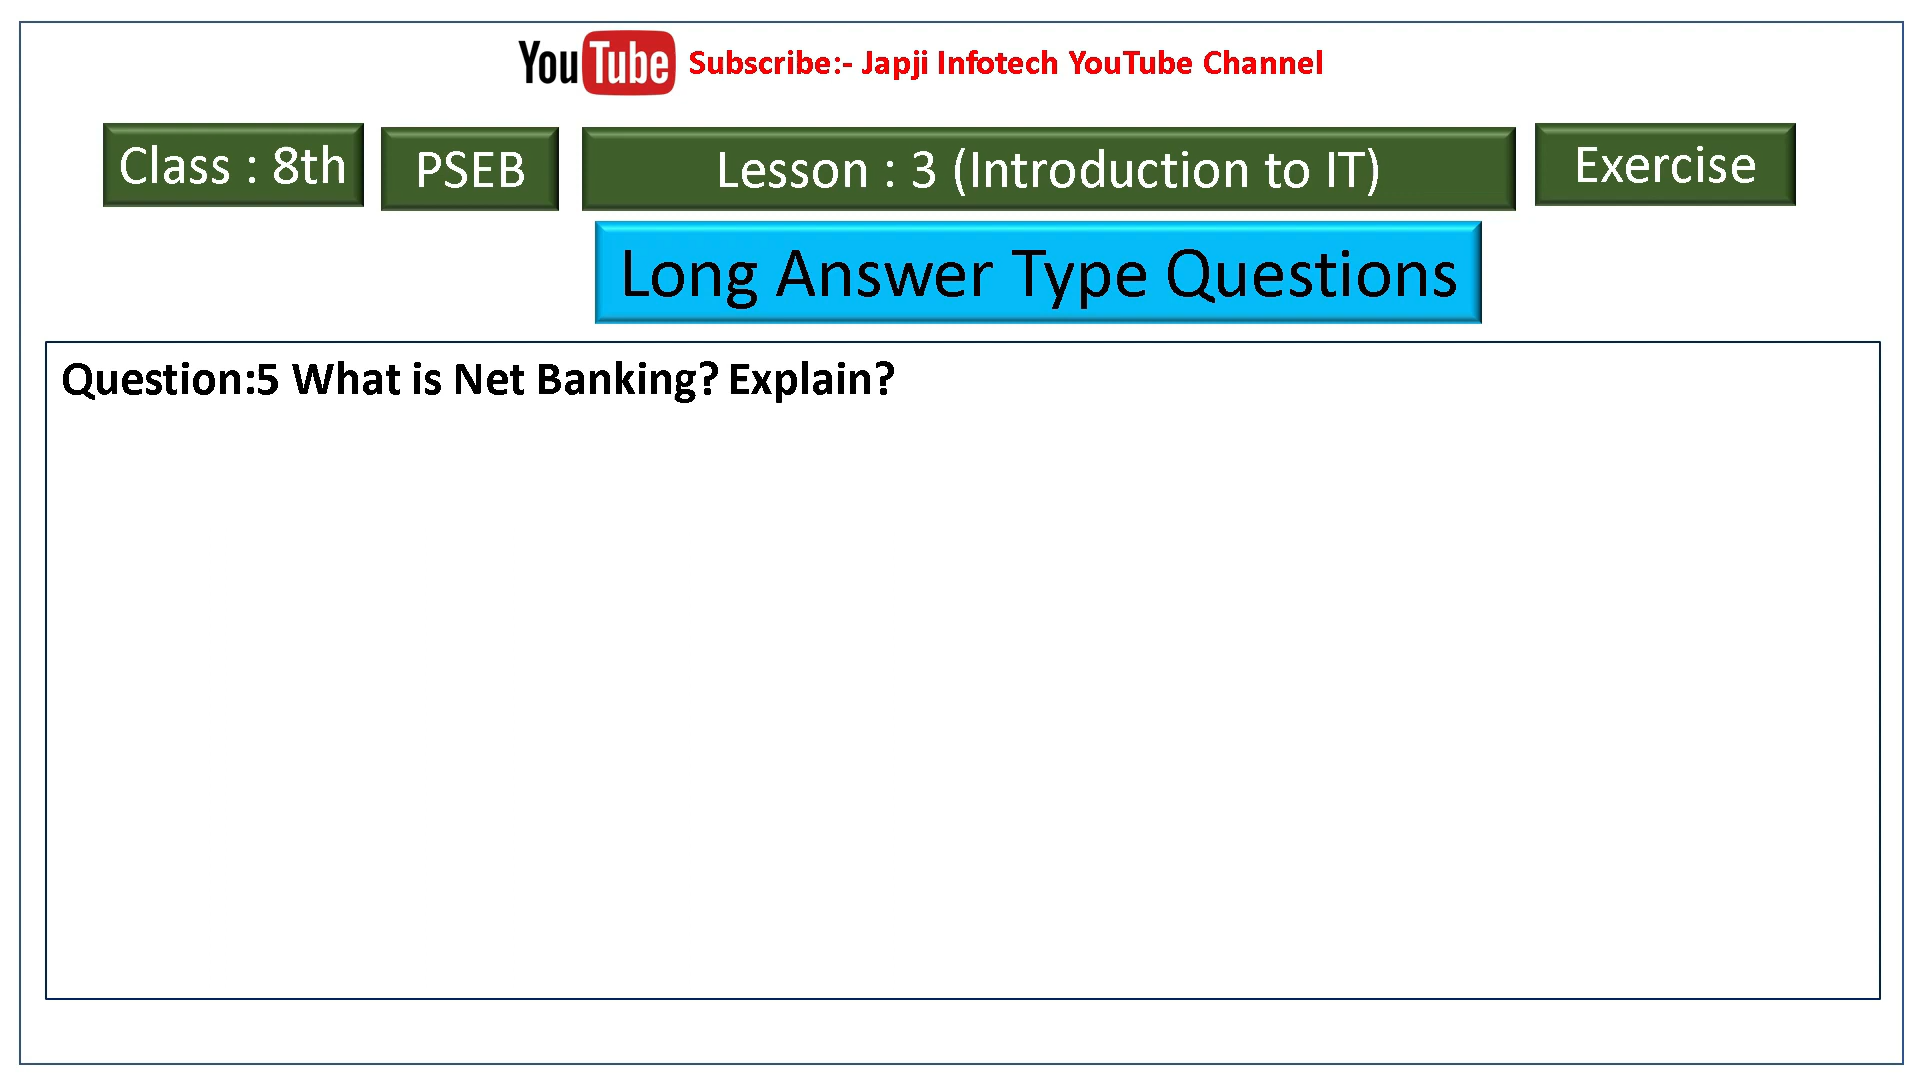 YouTube Subscribe:- Japji Infotech YouTube Channel
Class : 8th PSEB Lesson : 3 (Introduction to IT) Exercise
Long Answer Type Questions
Question:5 What is Net Banking? Explain?